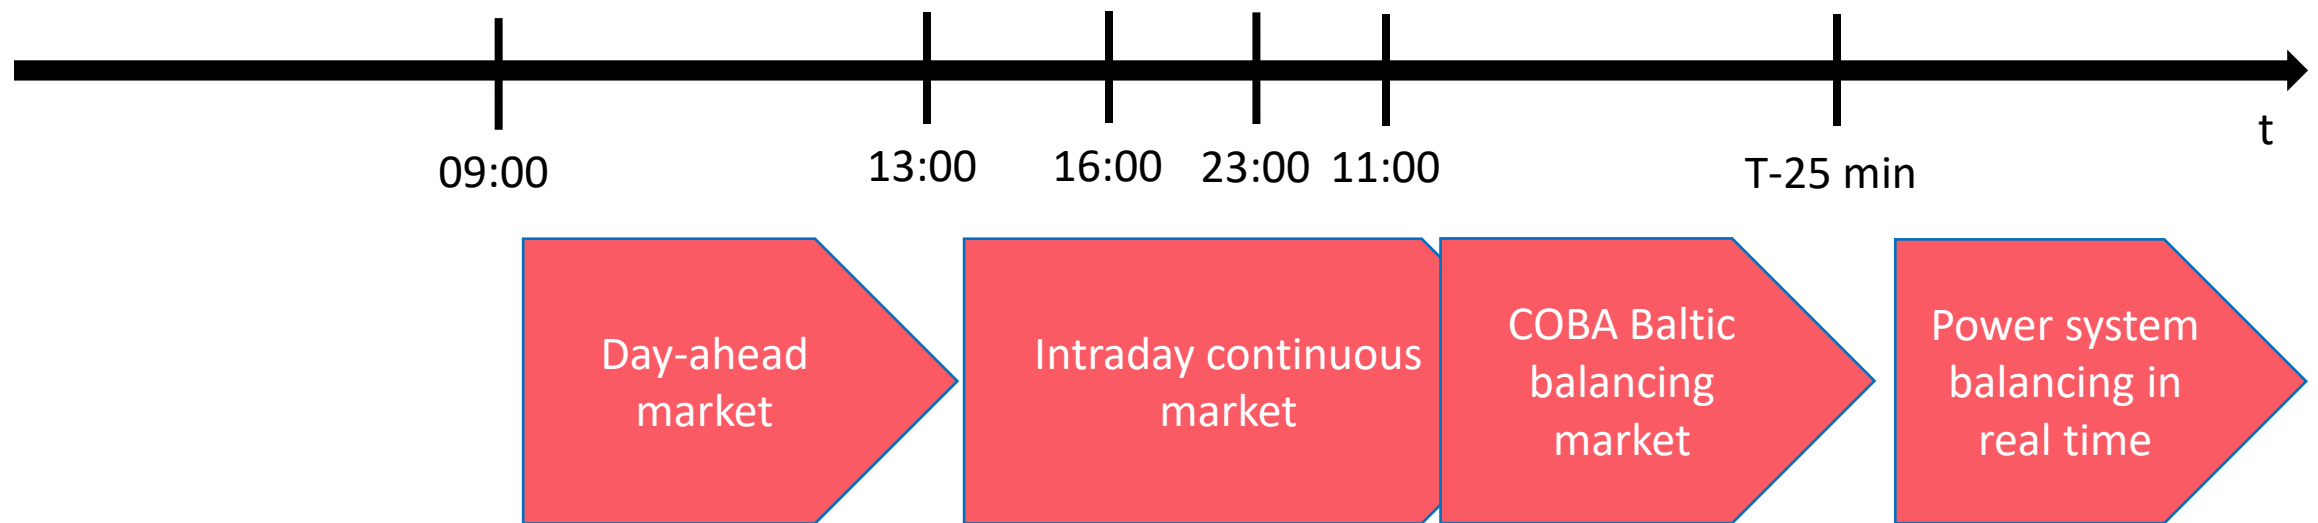 t
09:00
13:00
16:00
23:00
11:00
T-25 min
Day-ahead
market
Intraday continuous
market
COBA Baltic
balancing
market
Power system
balancing in
real time